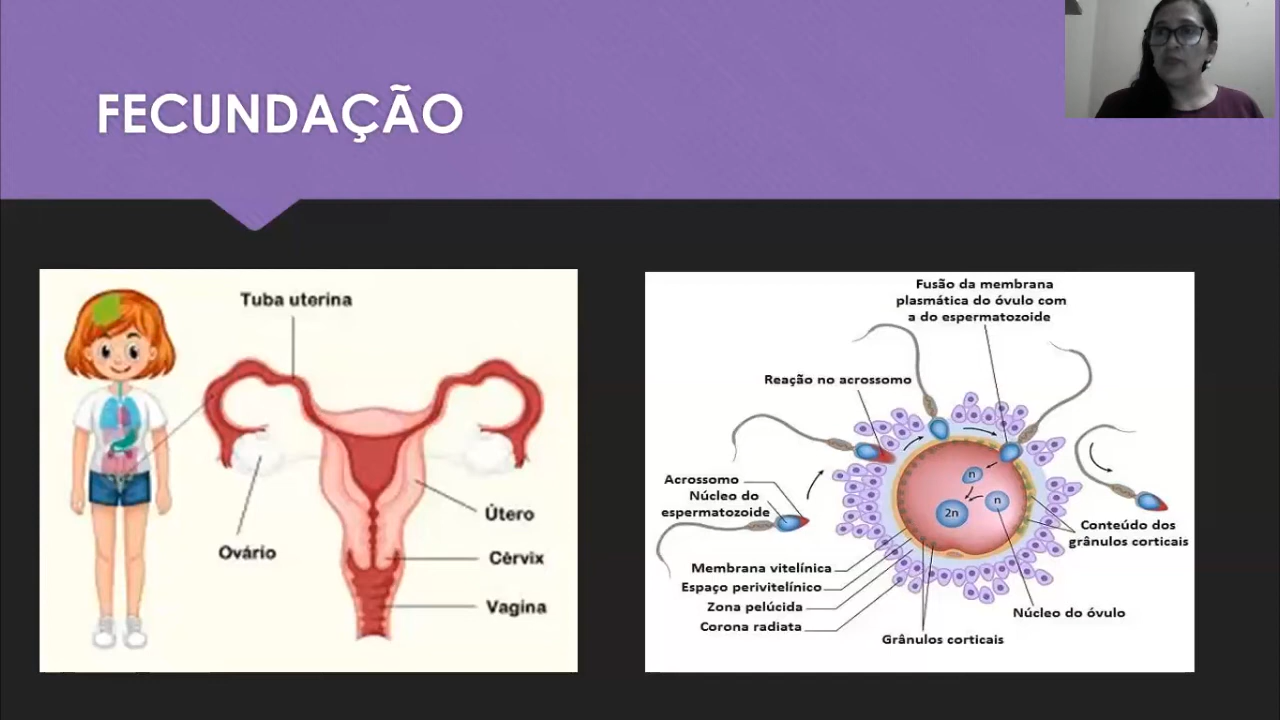 FECUNDAÇÃO
Tuba uterina
Ovário
Útero
Cérvix
Vagina
Fusão da membrana
plasmática do óvulo com
a do espermatozoide
Reação no acrossomo
Acrossomo
Núcleo do
espermatozoide
n
n
2n
Conteúdo dos
grânulos corticais
Membrana vitelínica
Espaço perivitelínico
Zona pelúcida
Corona radiata
Núcleo do óvulo
Grânulos corticais